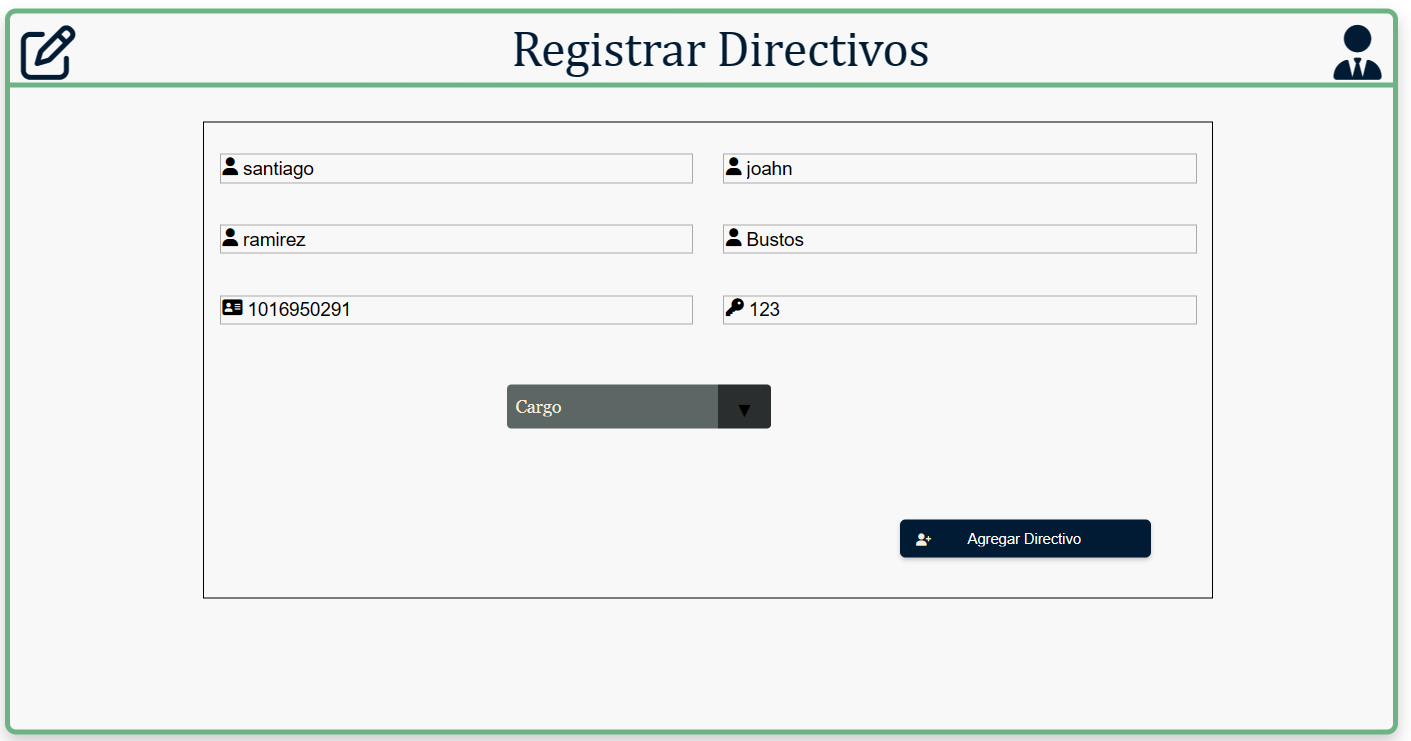 Registrar Directivos
santiago
joahn
ramirez
Bustos
1016950291
123
Cargo
Agregar Directivo